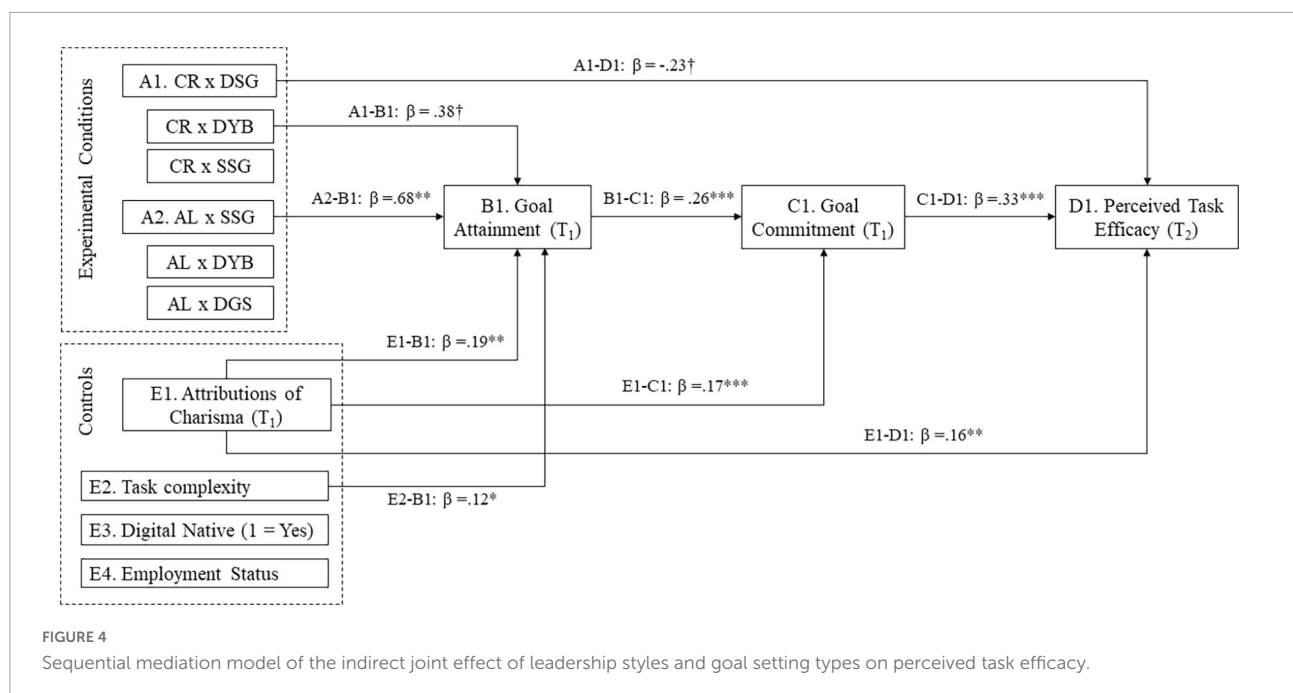 Experimental Conditions
A1. CR x DSG
CR x DYB
CR x SSG
A2. AL x SSG
AL x DYB
AL x DGS
A1-D1: β = -.23†
A1-B1: β = .38†
A2-B1: β =.68**
B1. Goal
Attainment (T1)
B1-C1: β =.26***
C1. Goal
Commitment (T1)
C1-D1: β =.33***
D1. Perceived Task
Efficacy (T2)
Controls
E1. Attributions of
Charisma (T1)
E2. Task complexity
E3. Digital Native (1 = Yes)
E4. Employment Status
E1-B1: β =.19**
E1-C1: β =.17***
E1-D1: β =.16**
E2-B1: β =.12*
FIGURE 4
Sequential mediation model of the indirect joint effect of leadership styles and goal setting types on perceived task efficacy.